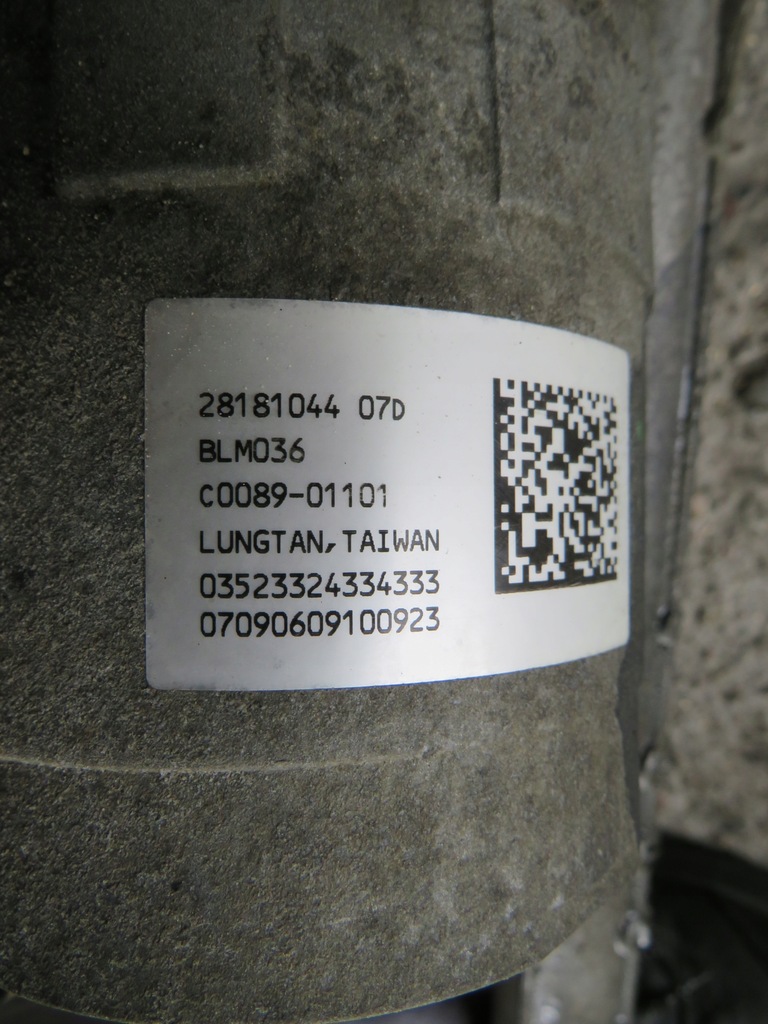 28181044 07D
BLM036
C0089-01101
LUNGTAN,TAIWAN
03523324334333
07090609100923